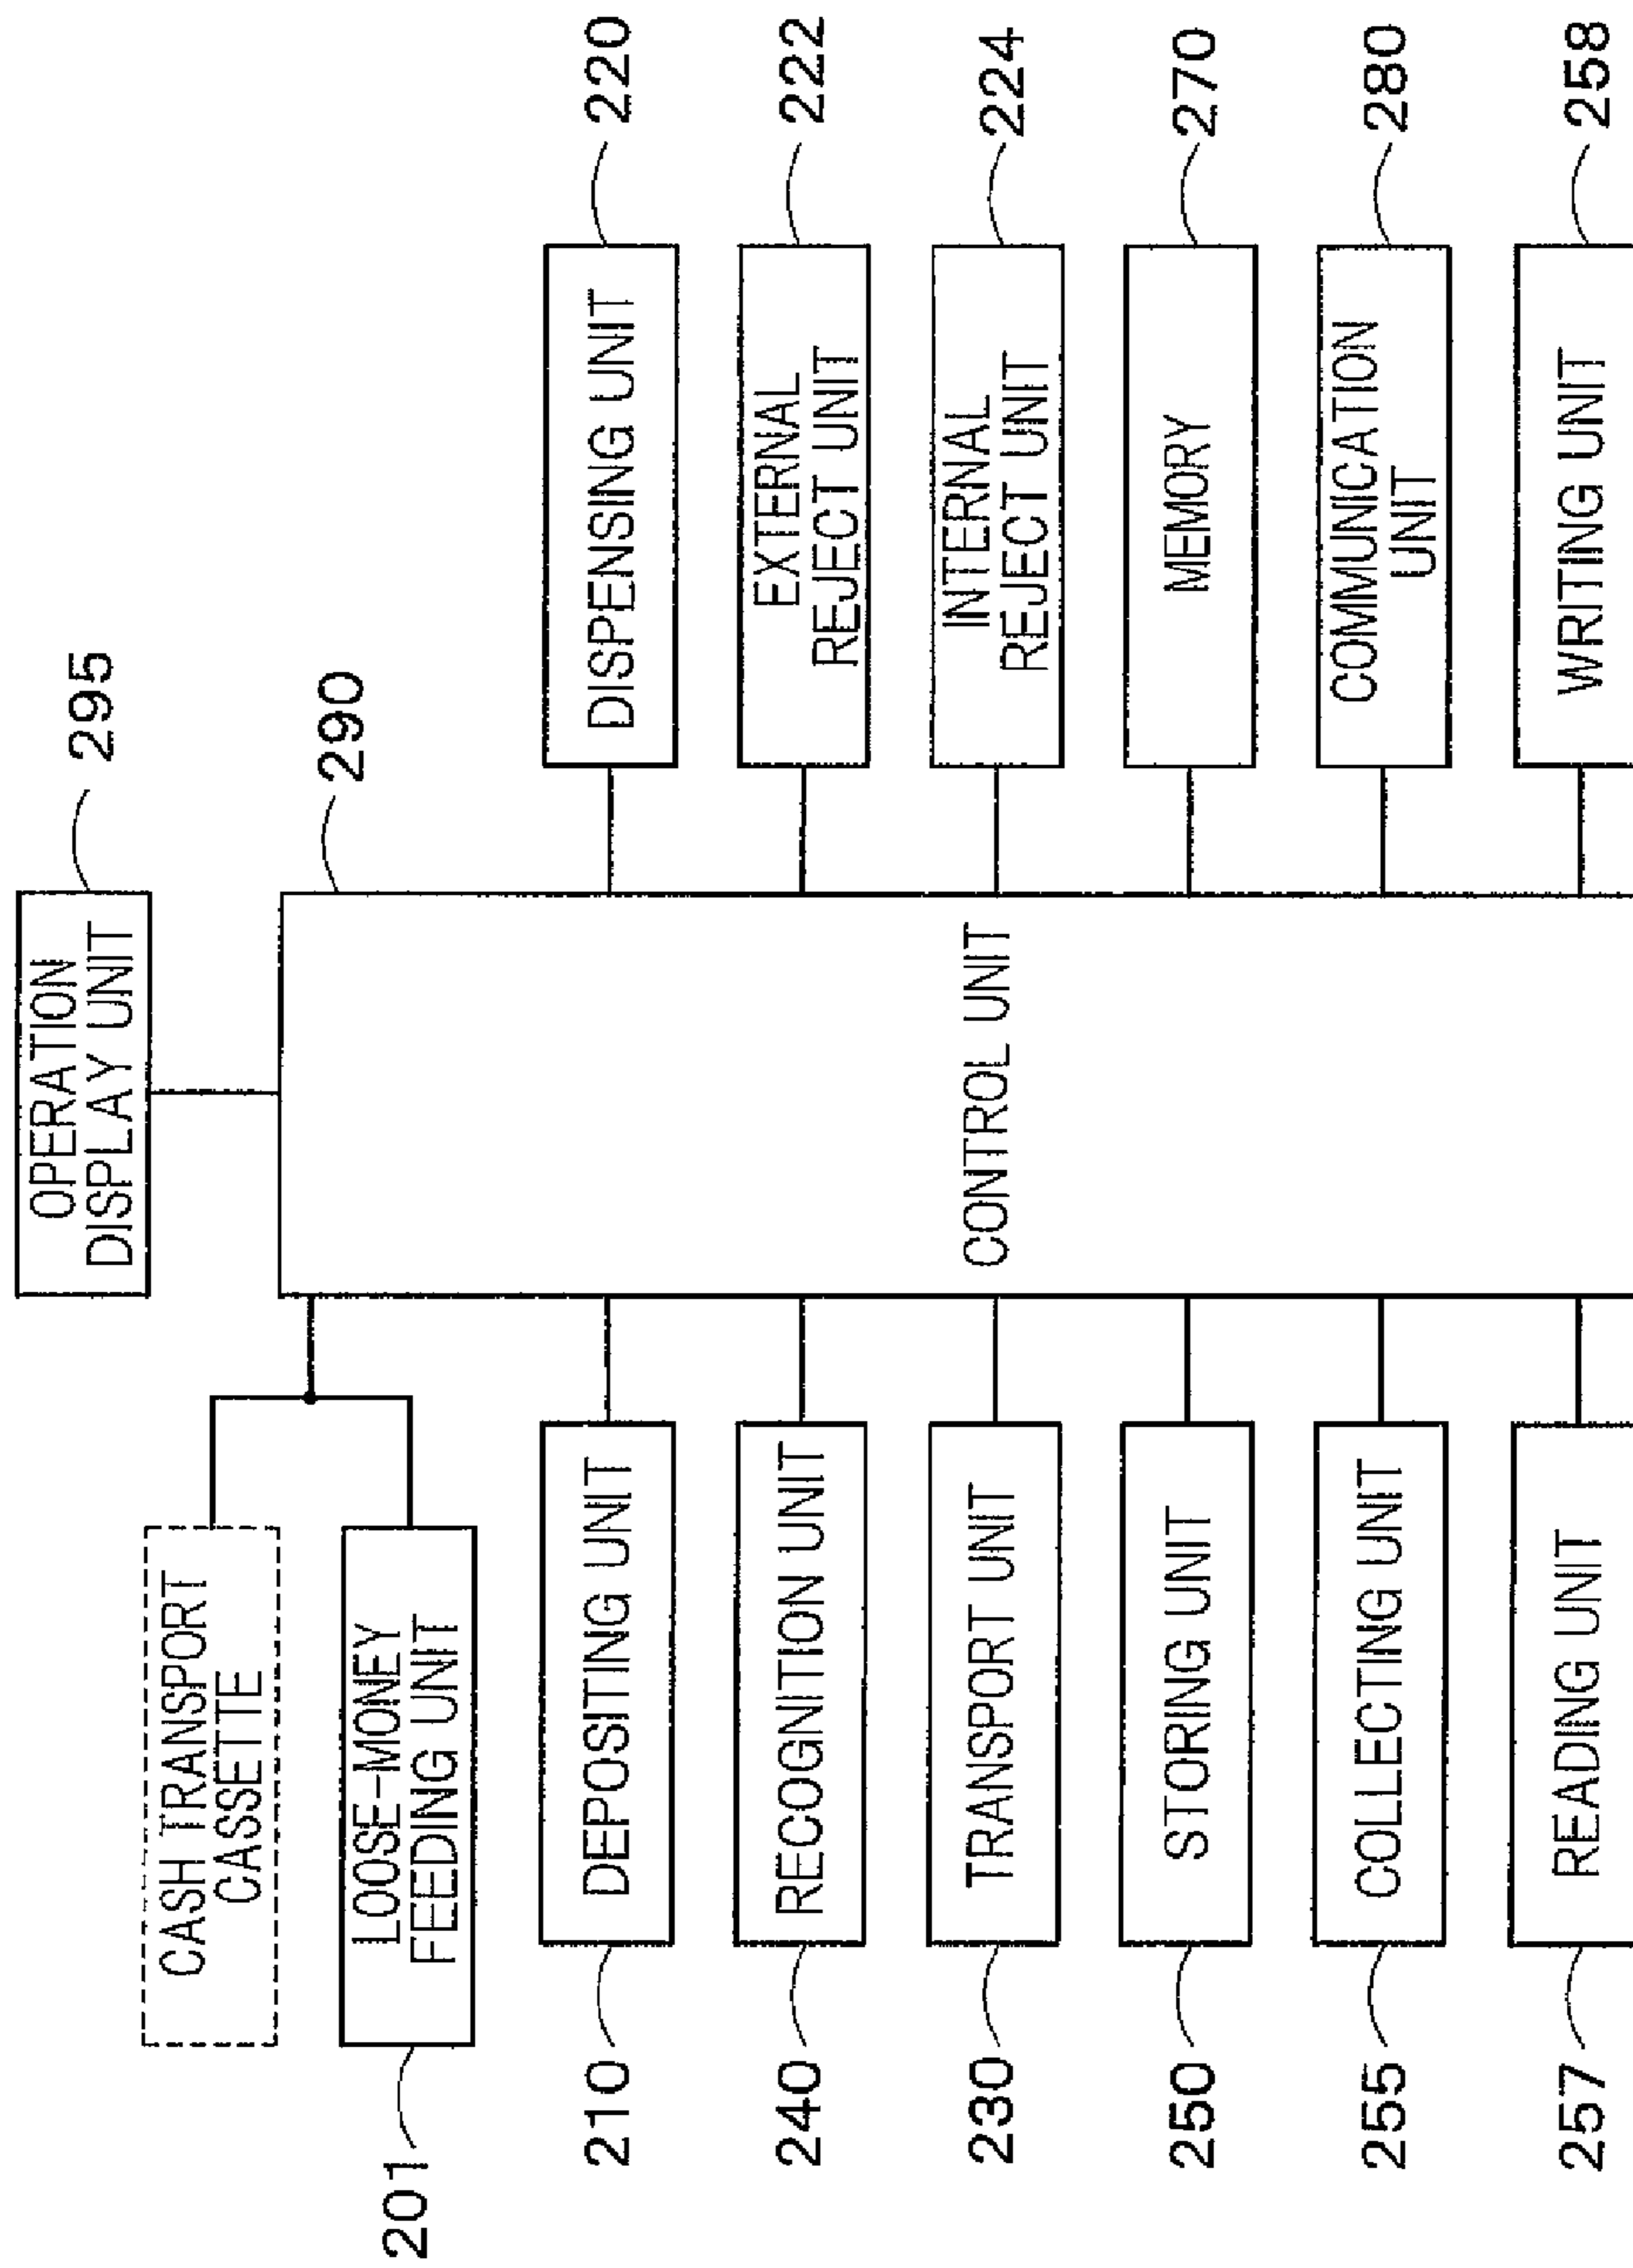 OPERATION
DISPLAY UNIT
295
290
CONTROL UNIT
CASH TRANSPORT
CASSETTE
LOOSE-MONEY
FEEDING UNIT
201
DEPOSITING UNIT
210
RECOGNITION UNIT
240
TRANSPORT UNIT
230
STORING UNIT
250
COLLECTING UNIT
255
READING UNIT
257
DISPENSING UNIT
220
EXTERNAL
REJECT UNIT
222
INTERNAL
REJECT UNIT
224
MEMORY
270
COMMUNICATION
UNIT
280
WRITING UNIT
258